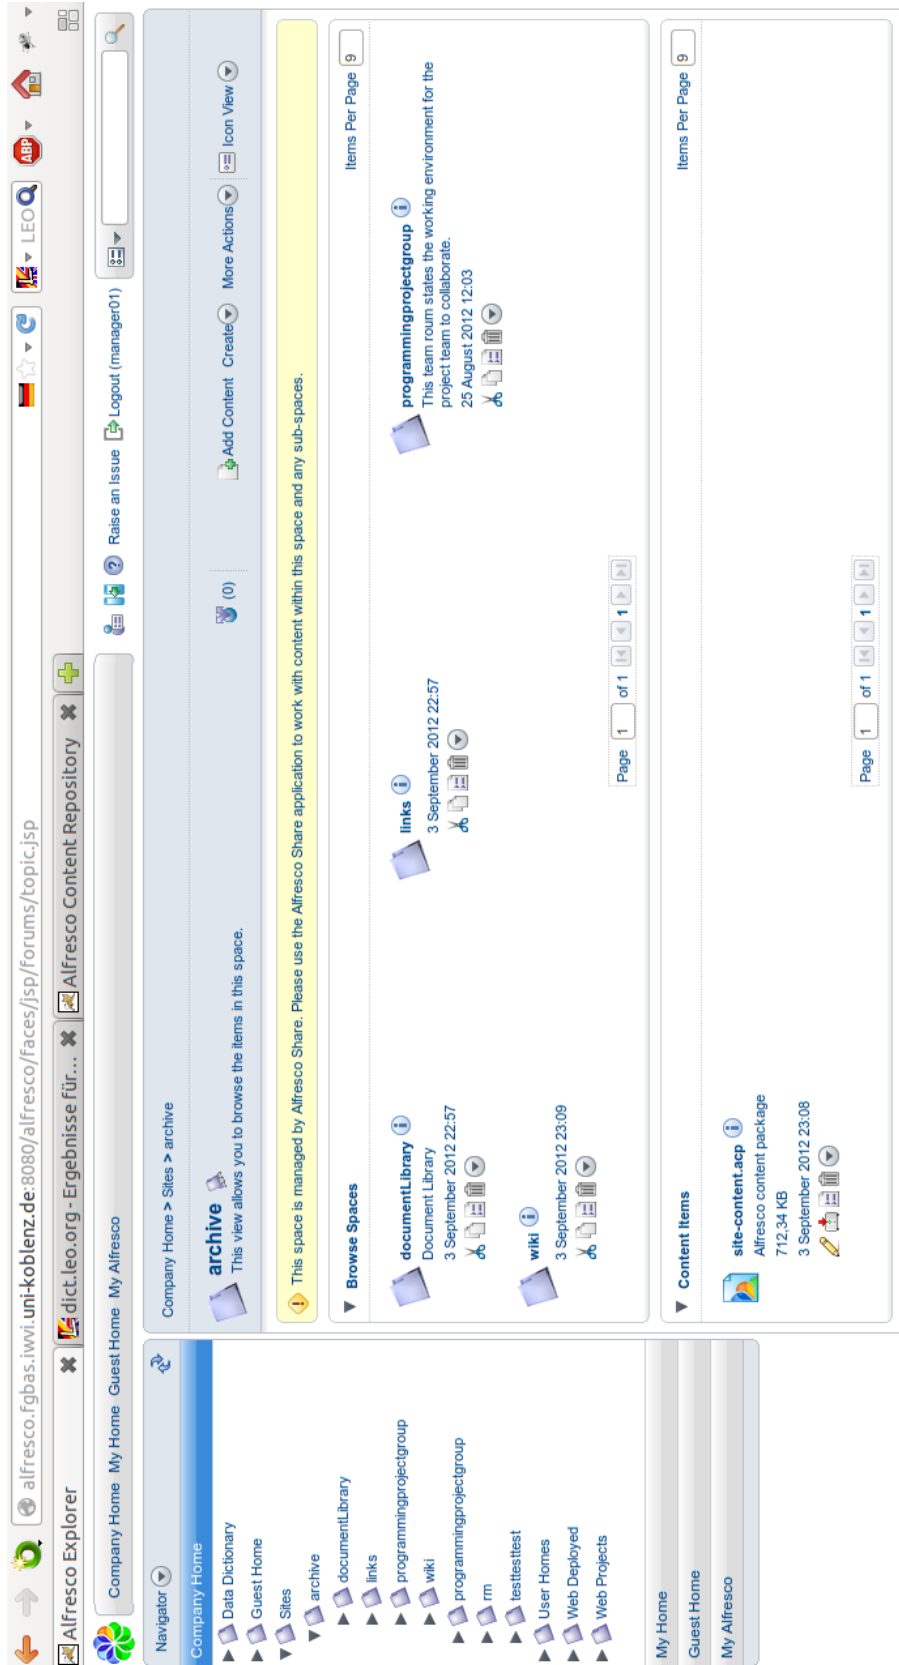 alfresco.fgbas.iwvi.uni-koblenz.de:8080/alfresco/faces/jsp/forums/topic.jsp
LEO
ABP
Alfresco Explorer
dict.leo.org - Ergebnisse für...
Alfresco Content Repository
Company Home My Home Guest Home My Alfresco
Raise an Issue Logout (manager01)
Navigator
Company Home
Data Dictionary
Guest Home
Sites
archive
documentLibrary
links
programmingprojectgroup
wiki
programmingprojectgroup
rm
testtesttest
User Homes
Web Deployed
Web Projects
My Home
Guest Home
My Alfresco
Company Home > Sites > archive
archive
This view allows you to browse the items in this space.
(0)
Add Content Create More Actions Icon View
This space is managed by Alfresco Share. Please use the Alfresco Share application to work with content within this space and any sub-spaces.
Browse Spaces
Items Per Page 9
documentLibrary
Document Library
3 September 2012 22:57
links
3 September 2012 22:57
programmingprojectgroup
This team roum states the working environment for the
project team to collaborate.
25 August 2012 12:03
wiki
3 September 2012 23:09
Page 1 of 1 1
Content Items
Items Per Page 9
site-content.acp
Alfresco content package
712,34 KB
3 September 2012 23:08
Page 1 of 1 1